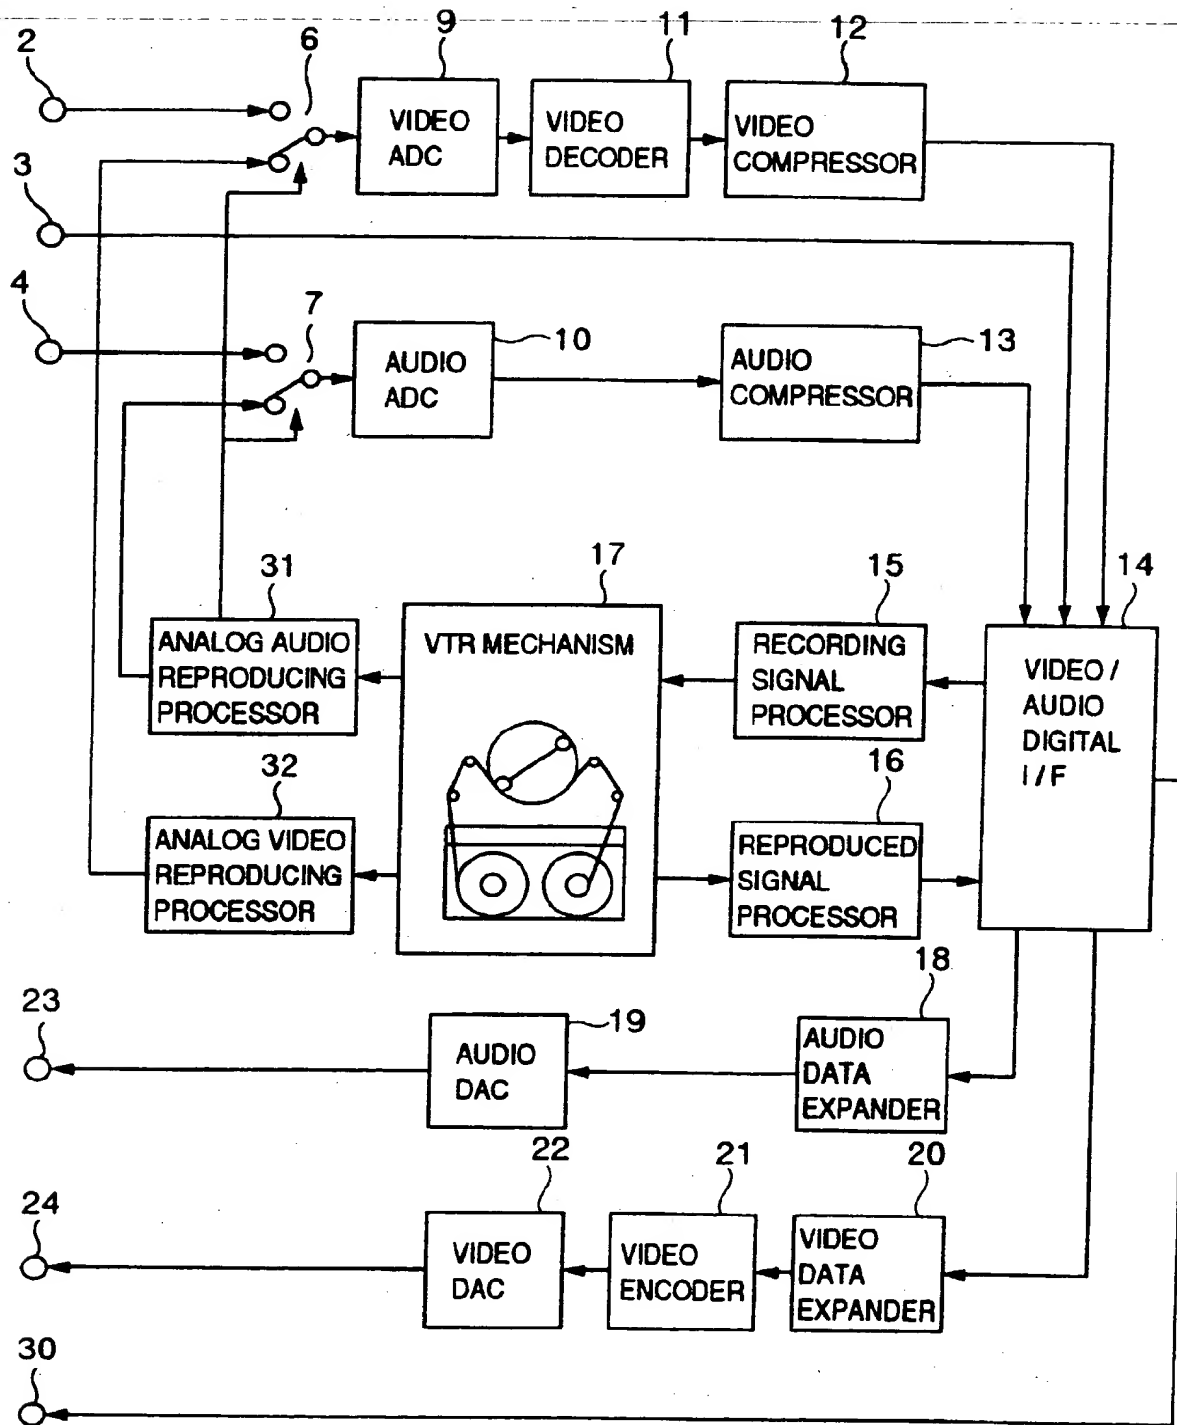 2
6
9
11
12
VIDEO
ADC
VIDEO
DECODER
VIDEO
COMPRESSOR
3
4
7
10
13
AUDIO
ADC
AUDIO
COMPRESSOR
31
17
15
14
ANALOG AUDIO
REPRODUCING
PROCESSOR
VTR MECHANISM
RECORDING
SIGNAL
PROCESSOR
VIDEO /
AUDIO
DIGITAL
I / F
32
16
ANALOG VIDEO
REPRODUCING
PROCESSOR
REPRODUCED
SIGNAL
PROCESSOR
23
19
18
AUDIO
DAC
AUDIO
DATA
EXPANDER
24
22
21
20
VIDEO
DAC
VIDEO
ENCODER
VIDEO
DATA
EXPANDER
30